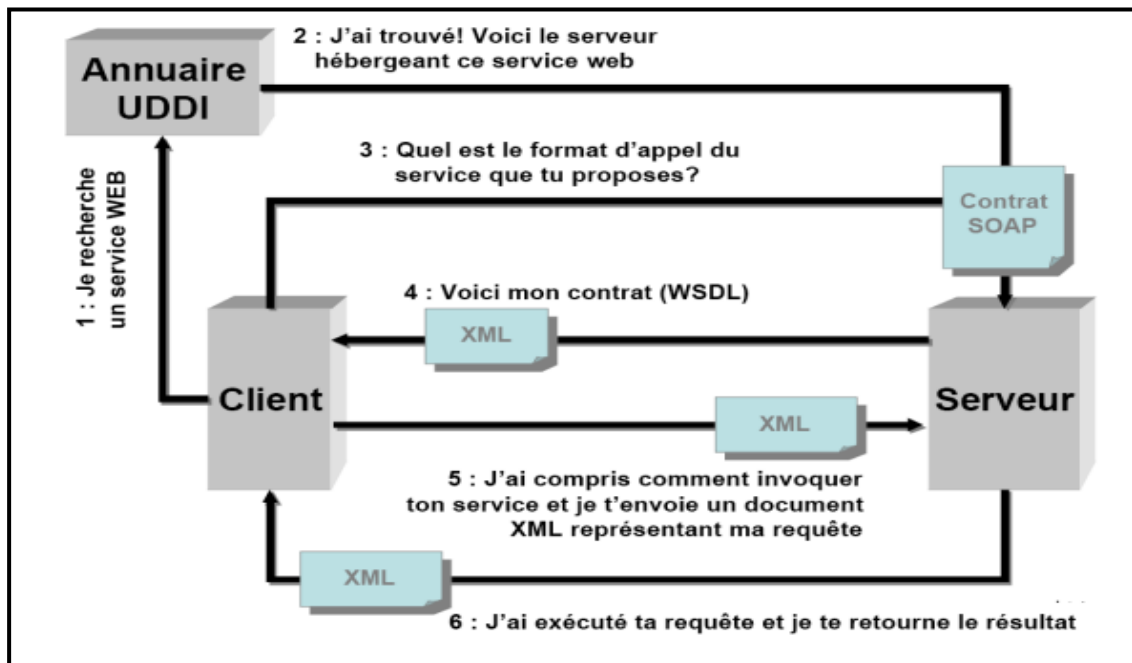 2 : J'ai trouvé! Voici le serveur
hébergeant ce service web
Annuaire
UDDI
3 : Quel est le format d'appel du
service que tu proposes?
1 : Je recherche
un service WEB
Contrat
SOAP
4 : Voici mon contrat (WSDL)
XML
Client
Serveur
XML
5 : J'ai compris comment invoquer
ton service et je t'envoie un document
XML représentant ma requête
XML
6 : J'ai exécuté ta requête et je te retourne le résultat